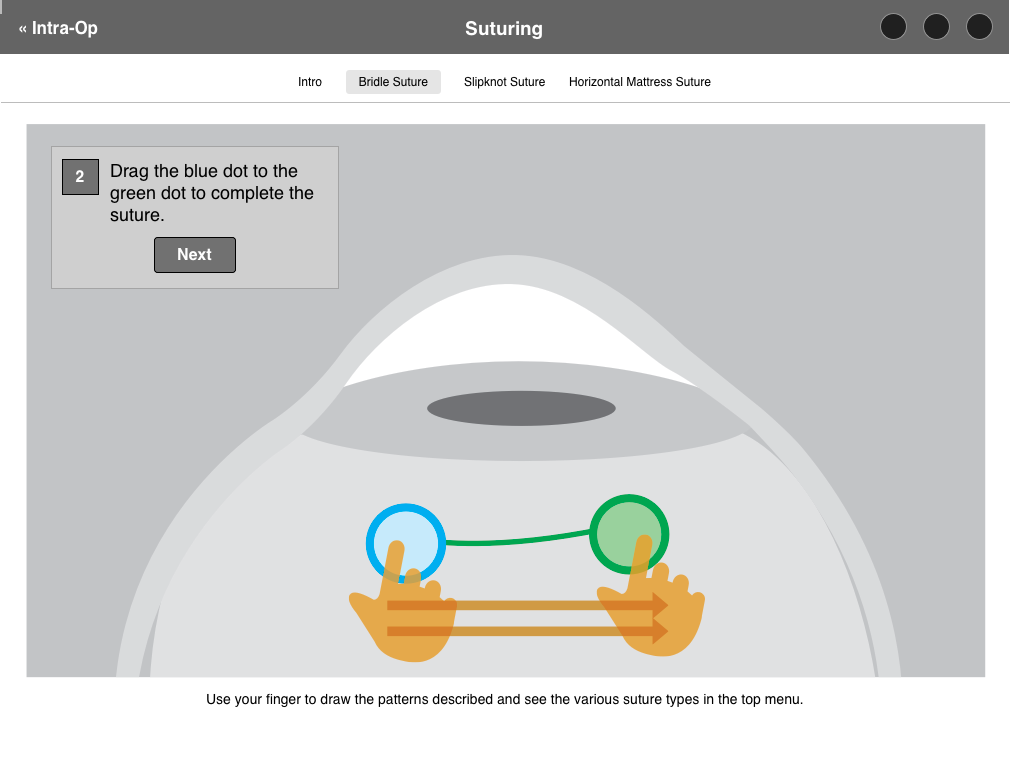 « Intra-Op
Suturing
Intro
Bridle Suture
Slipknot Suture
Horizontal Mattress Suture
2
Drag the blue dot to the
green dot to complete the
suture.
Next
Use your finger to draw the patterns described and see the various suture types in the top menu.